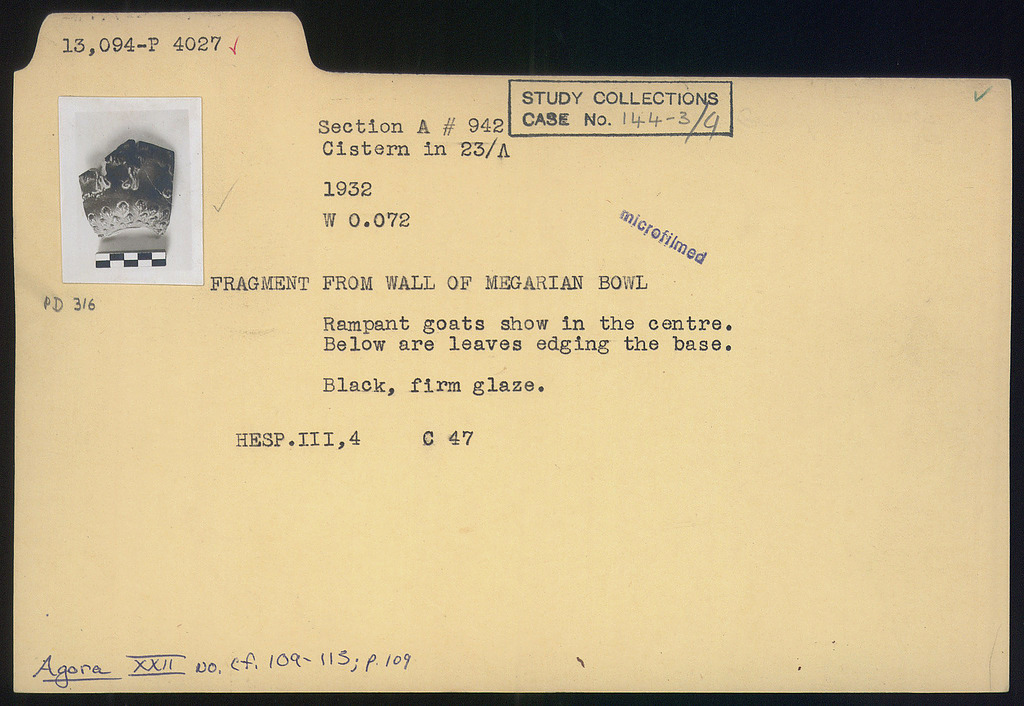 13,094-P 4027 ✓
STUDY COLLECTIONS
CASE No. 144-3/9
Section A # 942
Cistern in 23/Λ
1932
W 0.072
microfilmed
FRAGMENT FROM WALL OF MEGARIAN BOWL
PD 316
Rampant goats show in the centre.
Below are leaves edging the base.
Black, firm glaze.
HESP.III,4 C 47
Agora XXII no. cf. 109-113; p. 109